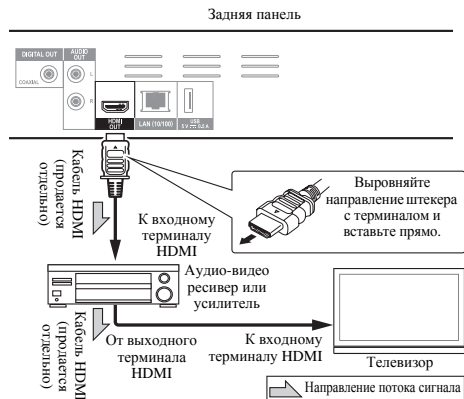 Задняя панель
DIGITAL OUT
AUDIO
OUT
COAXIAL
L
R
HDMI
OUT
LAN (10/100)
USB
5 V ⎓ 0.5 A
Кабель HDMI
(продается
отдельно)
Выровняйте
направление штекера
с терминалом и
вставьте прямо.
К входному
терминалу
HDMI
Аудио-видео
ресивер или
усилитель
Кабель HDMI
(продается
отдельно)
От выходного
терминала
HDMI
К входному
терминалу HDMI
Телевизор
Направление потока сигнала